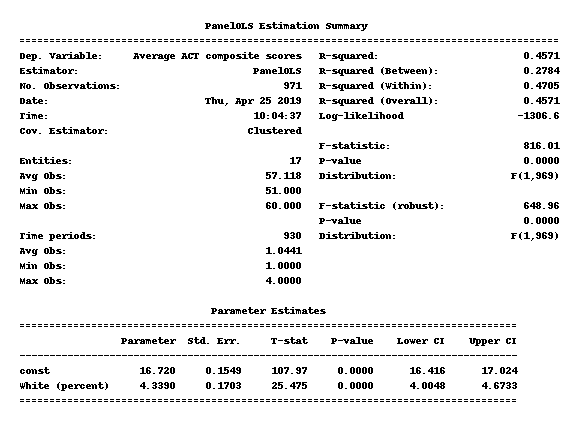 PanelOLS Estimation Summary
================================================================================
Dep. Variable: Average ACT composite scores R-squared: 0.4571
Estimator: PanelOLS R-squared (Between): 0.2784
No. Observations: 971 R-squared (Within): 0.4705
Date: Thu, Apr 25 2019 R-squared (Overall): 0.4571
Time: 10:04:37 Log-likelihood -1306.6
Cov. Estimator: Clustered
F-statistic: 816.01
Entities: 17 P-value 0.0000
Avg Obs: 57.118 Distribution: F(1,969)
Min Obs: 51.000
Max Obs: 60.000 F-statistic (robust): 648.96
P-value 0.0000
Time periods: 930 Distribution: F(1,969)
Avg Obs: 1.0441
Min Obs: 1.0000
Max Obs: 4.0000
Parameter Estimates
================================================================================
Parameter Std. Err. T-stat P-value Lower CI Upper CI
--------------------------------------------------------------------------------
const 16.720 0.1549 107.97 0.0000 16.416 17.024
White (percent) 4.3390 0.1703 25.475 0.0000 4.0048 4.6733
================================================================================